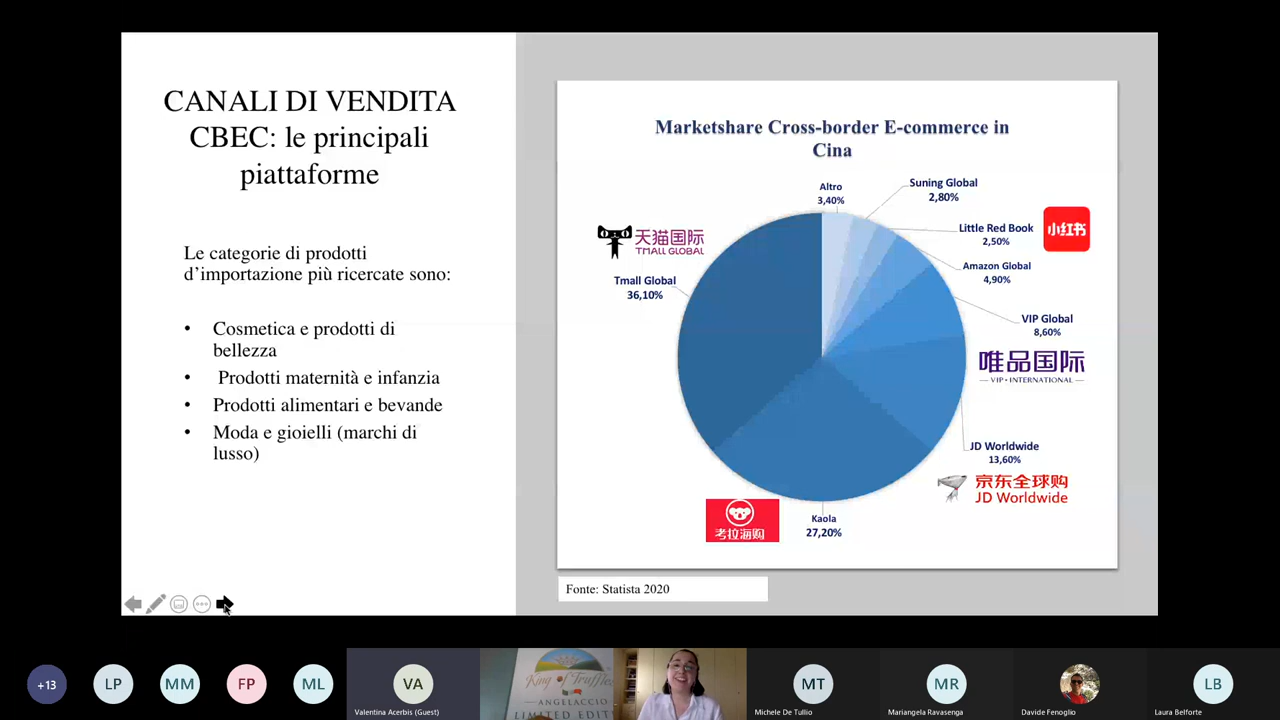 CANALI DI VENDITA
CBEC: le principali
piattaforme
Le categorie di prodotti
d’importazione più ricercate sono:
• Cosmetica e prodotti di
bellezza
• Prodotti maternità e infanzia
• Prodotti alimentari e bevande
• Moda e gioielli (marchi di
lusso)
Marketshare Cross-border E-commerce in
Cina
Altro
3,40%
Suning Global
2,80%
Little Red Book
2,50%
小红书
Amazon Global
4,90%
VIP Global
8,60%
唯品国际
VIP•INTERNATIONAL
JD Worldwide
13,60%
京东全球购
JD Worldwide
Kaola
27,20%
考拉海购
天猫国际
TMALL GLOBAL
Tmall Global
36,10%
Fonte: Statista 2020
+13
LP
MM
FP
ML
VA
Valentina Acerbis (Guest)
King of Truffles
ANGELACCIO
LIMITED EDIT
MT
Michele De Tullio
MR
Mariangela Ravasenga
Davide Fenoglio
LB
Laura Belforte